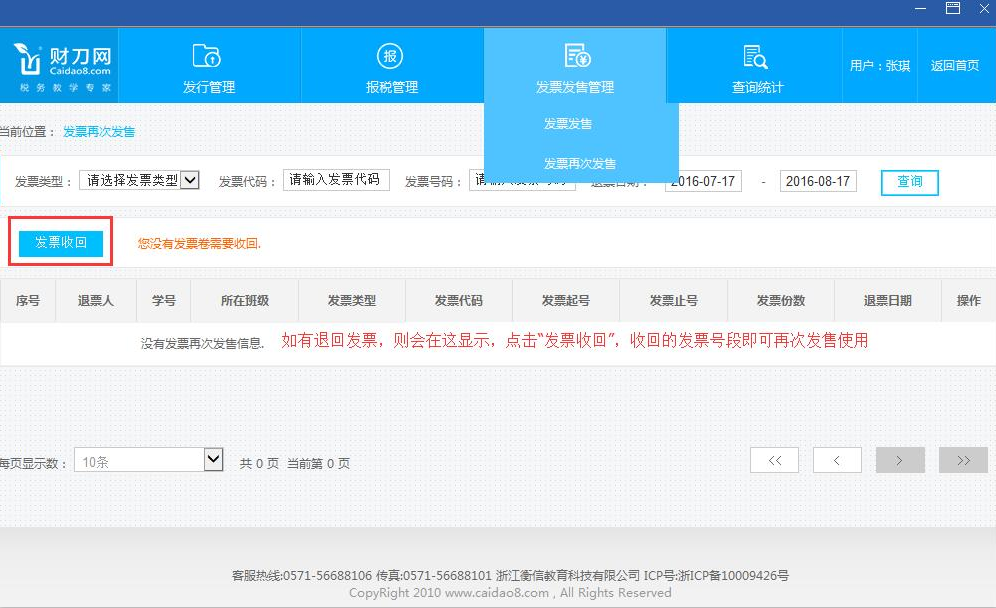 财刀网
Caidao8.com
税务教学专家
发行管理
报
报税管理
发票发售管理
查询统计
用户：张琪
返回首页
发票发售
发票再次发售
当前位置： 发票再次发售
发票类型： 请选择发票类型 发票代码： 请输入发票代码 发票号码： 退票日期： 2016-07-17 - 2016-08-17 查询
发票收回 您没有发票卷需要收回.
序号 退票人 学号 所在班级 发票类型 发票代码 发票起号 发票止号 发票份数 退票日期 操作
没有发票再次发售信息. 如有退回发票，则会在这显示，点击“发票收回”，收回的发票号段即可再次发售使用
每页显示数： 10条 共 0 页 当前第 0 页 << < > >>
客服热线:0571-56688106 传真:0571-56688101 浙江衡信教育科技有限公司 ICP号:浙ICP备10009426号
CopyRight 2010 www.caidao8.com , All Rights Reserved